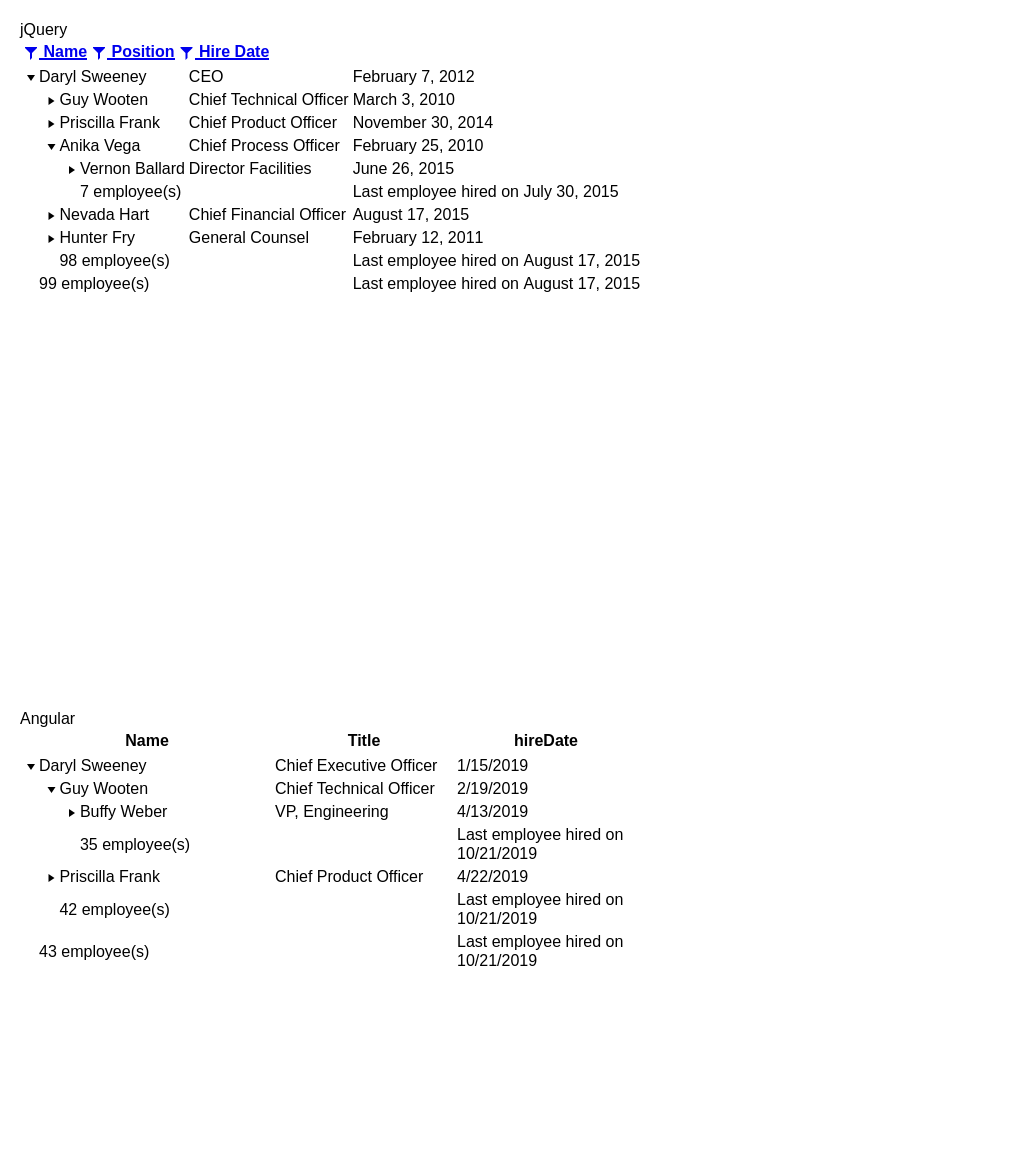 jQuery
Name Position Hire Date
Daryl Sweeney CEO February 7, 2012
Guy Wooten Chief Technical Officer March 3, 2010
Priscilla Frank Chief Product Officer November 30, 2014
Anika Vega Chief Process Officer February 25, 2010
Vernon Ballard Director Facilities June 26, 2015
7 employee(s) Last employee hired on July 30, 2015
Nevada Hart Chief Financial Officer August 17, 2015
Hunter Fry General Counsel February 12, 2011
98 employee(s) Last employee hired on August 17, 2015
99 employee(s) Last employee hired on August 17, 2015
Angular
Name Title hireDate
Daryl Sweeney Chief Executive Officer 1/15/2019
Guy Wooten Chief Technical Officer 2/19/2019
Buffy Weber VP, Engineering 4/13/2019
35 employee(s) Last employee hired on
10/21/2019
Priscilla Frank Chief Product Officer 4/22/2019
42 employee(s) Last employee hired on
10/21/2019
43 employee(s) Last employee hired on
10/21/2019